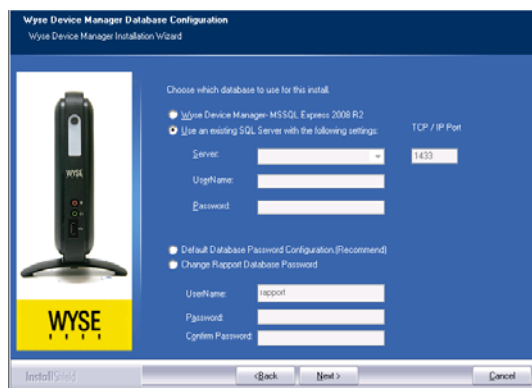 Wyse Device Manager Database Configuration
Wyse Device Manager Installation Wizard
Choose which database to use for this install.
Wyse Device Manager- MSSQL Express 2008 R2
Use an existing SQL Server with the following settings:
TCP / IP Port
Server:
1433
UserName:
Password:
Default Database Password Configuration.(Recommend)
Change Rapport Database Password
UserName:
rapport
Password:
Confirm Password:
WYSE
WYSE
InstallShield
<Back
Next >
Cancel